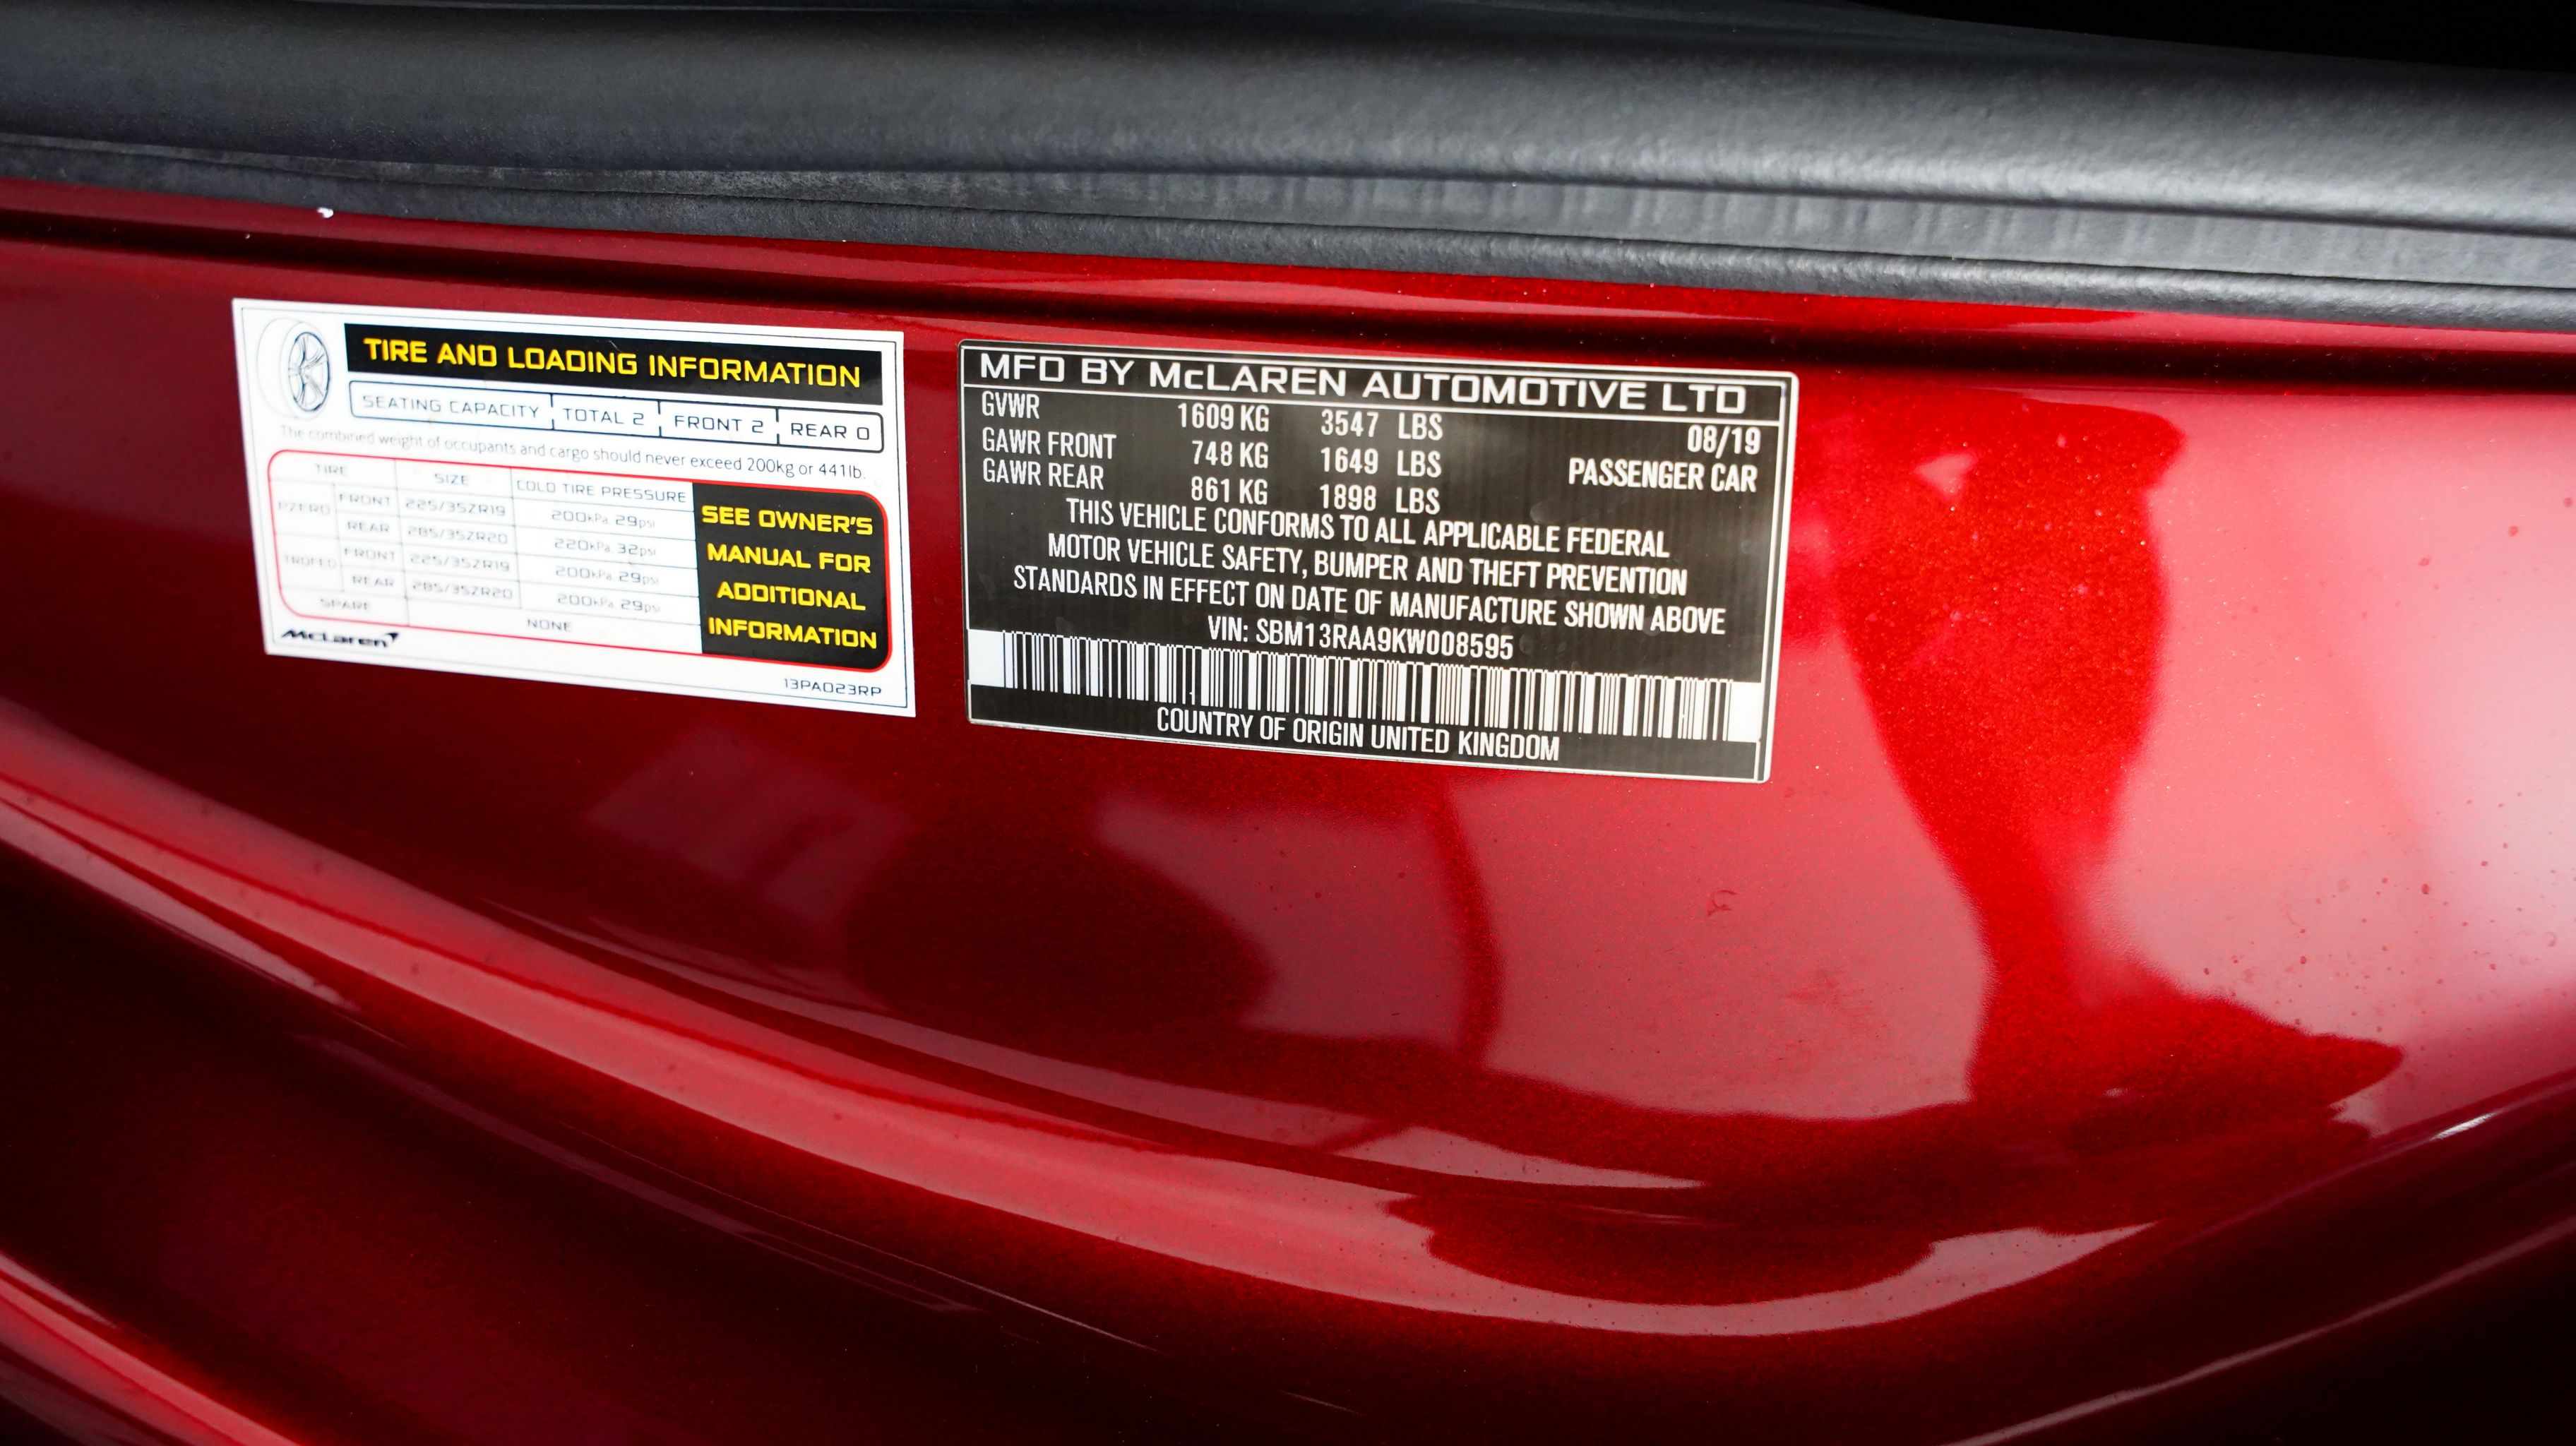 TIRE AND LOADING INFORMATION
SEATING CAPACITY TOTAL 2 FRONT 2 REAR 0
The combined weight of occupants and cargo should never exceed 200kg or 441lb.
TIRE SIZE COLD TIRE PRESSURE
PZERO FRONT 225/35ZR19 200kPa 29psi
REAR 285/35ZR20 220kPa 32psi
TROFEO FRONT 225/35ZR19 200kPa 29psi
REAR 285/35ZR20 200kPa 29psi
SPARE NONE
SEE OWNER'S
MANUAL FOR
ADDITIONAL
INFORMATION
McLaren
13PA023RP
MFD BY McLAREN AUTOMOTIVE LTD
GVWR 1609 KG 3547 LBS 08/19
GAWR FRONT 748 KG 1649 LBS PASSENGER CAR
GAWR REAR 861 KG 1898 LBS
THIS VEHICLE CONFORMS TO ALL APPLICABLE FEDERAL
MOTOR VEHICLE SAFETY, BUMPER AND THEFT PREVENTION
STANDARDS IN EFFECT ON DATE OF MANUFACTURE SHOWN ABOVE
VIN: SBM13RAA9KW008595
COUNTRY OF ORIGIN UNITED KINGDOM